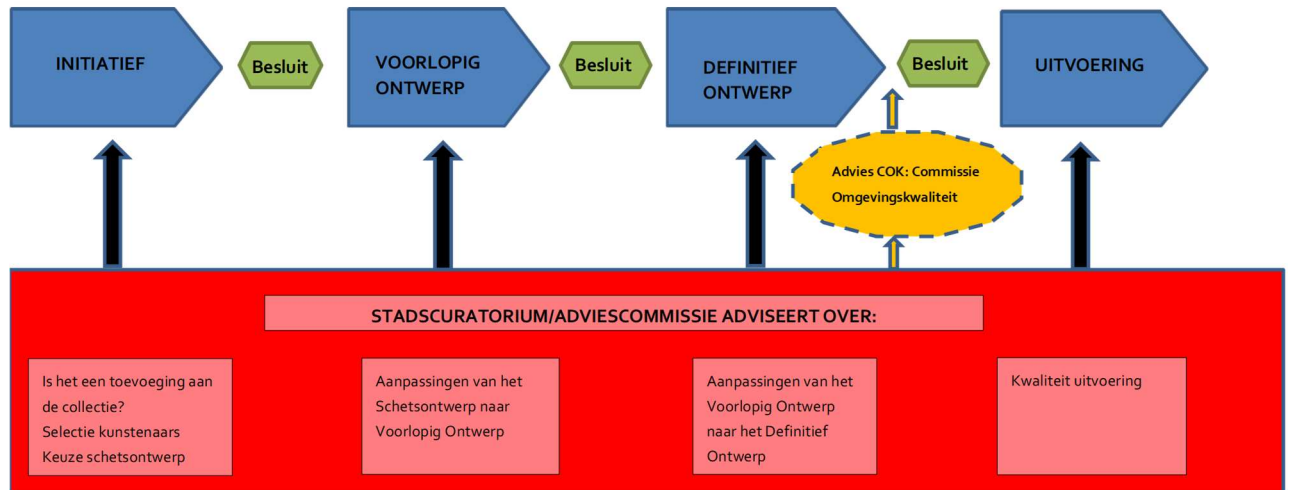 INITIATIEF
Besluit
VOORLOPIG
ONTWERP
Besluit
DEFINITIEF
ONTWERP
Besluit
UITVOERING
Advies COK: Commissie
Omgevingskwaliteit
STADSCURATORIUM/ADVIESCOMMISSIE ADVISEERT OVER:
Is het een toevoeging aan
de collectie?
Selectie kunstenaars
Keuze schetsontwerp
Aanpassingen van het
Schetsontwerp naar
Voorlopig Ontwerp
Aanpassingen van het
Voorlopig Ontwerp
naar het Definitief
Ontwerp
Kwaliteit uitvoering